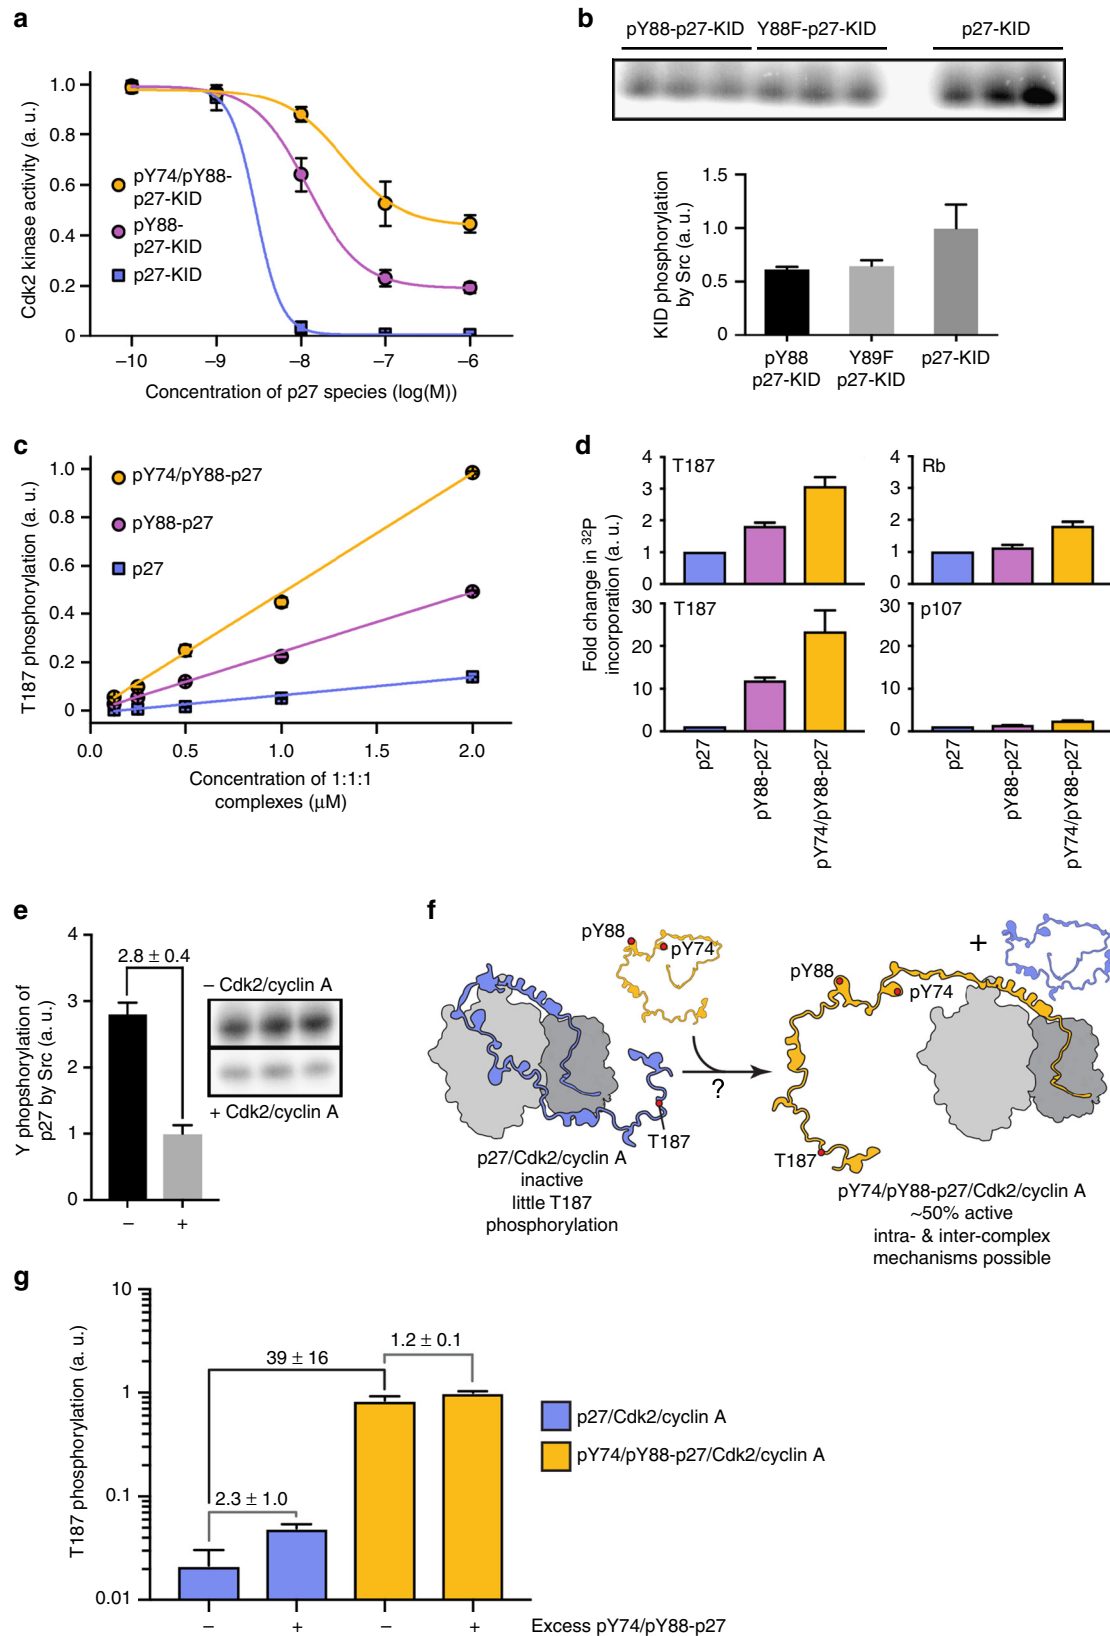 a
Cdk2 kinase activity (a. u.)
1.0
0.8
0.6
0.4
0.2
0
pY74/pY88-
p27-KID
pY88-
p27-KID
p27-KID
–10
–9
–8
–7
–6
Concentration of p27 species (log(M))
b
pY88-p27-KID
Y88F-p27-KID
p27-KID
KID phosphorylation
by Src (a. u.)
1.5
1.0
0.5
0
pY88
p27-KID
Y89F
p27-KID
p27-KID
c
T187 phosphorylation (a. u.)
1.0
0.8
0.6
0.4
0.2
0
pY74/pY88-p27
pY88-p27
p27
0.0
0.5
1.0
1.5
2.0
Concentration of 1:1:1
complexes (μM)
d
Fold change in 32P
incorporation (a. u.)
T187
4
3
2
1
0
Rb
4
3
2
1
0
T187
30
20
10
0
p107
30
20
10
0
p27
pY88-p27
pY74/pY88-p27
p27
pY88-p27
pY74/pY88-p27
e
Y phopshorylation of
p27 by Src (a. u.)
4
3
2
1
0
2.8 ± 0.4
– Cdk2/cyclin A
+ Cdk2/cyclin A
–
+
f
pY88
pY74
+
pY88
pY74
?
T187
T187
p27/Cdk2/cyclin A
inactive
little T187
phosphorylation
pY74/pY88-p27/Cdk2/cyclin A
~50% active
intra- & inter-complex
mechanisms possible
g
T187 phosphorylation (a. u.)
10
1
0.1
0.01
39 ± 16
1.2 ± 0.1
2.3 ± 1.0
p27/Cdk2/cyclin A
pY74/pY88-p27/Cdk2/cyclin A
–
+
–
+
Excess pY74/pY88-p27